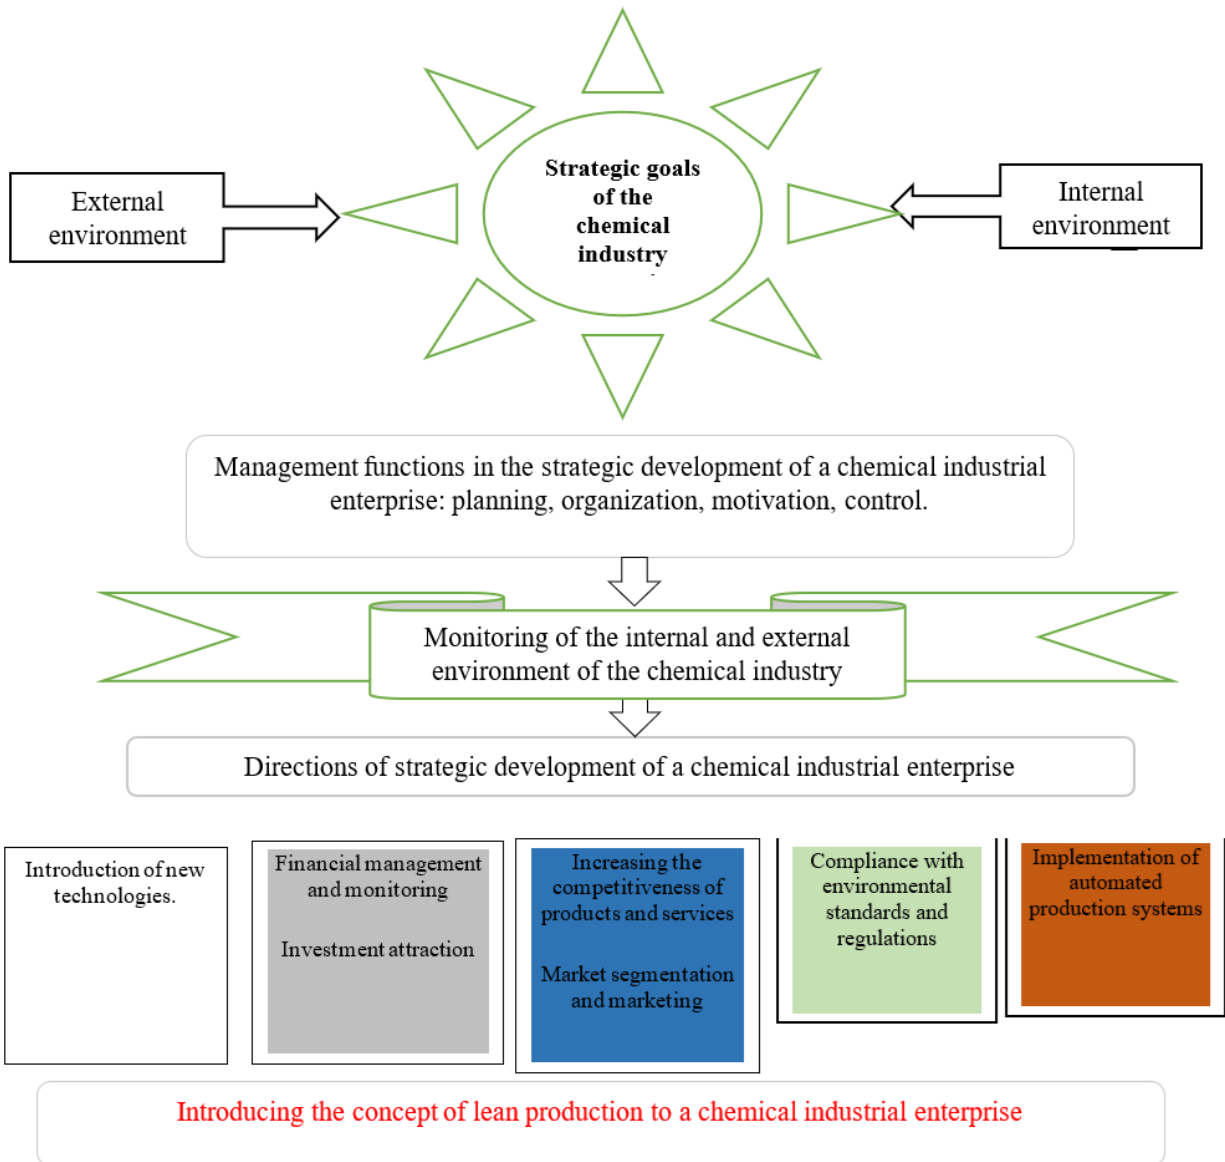 Strategic goals
of the
chemical
industry
External
environment
Internal
environment
Management functions in the strategic development of a chemical industrial
enterprise: planning, organization, motivation, control.
Monitoring of the internal and external
environment of the chemical industry
Directions of strategic development of a chemical industrial enterprise
Introduction of new
technologies.
Financial management
and monitoring
Investment attraction
Increasing the
competitiveness of
products and services
Market segmentation
and marketing
Compliance with
environmental
standards and
regulations
Implementation of
automated
production systems
Introducing the concept of lean production to a chemical industrial enterprise